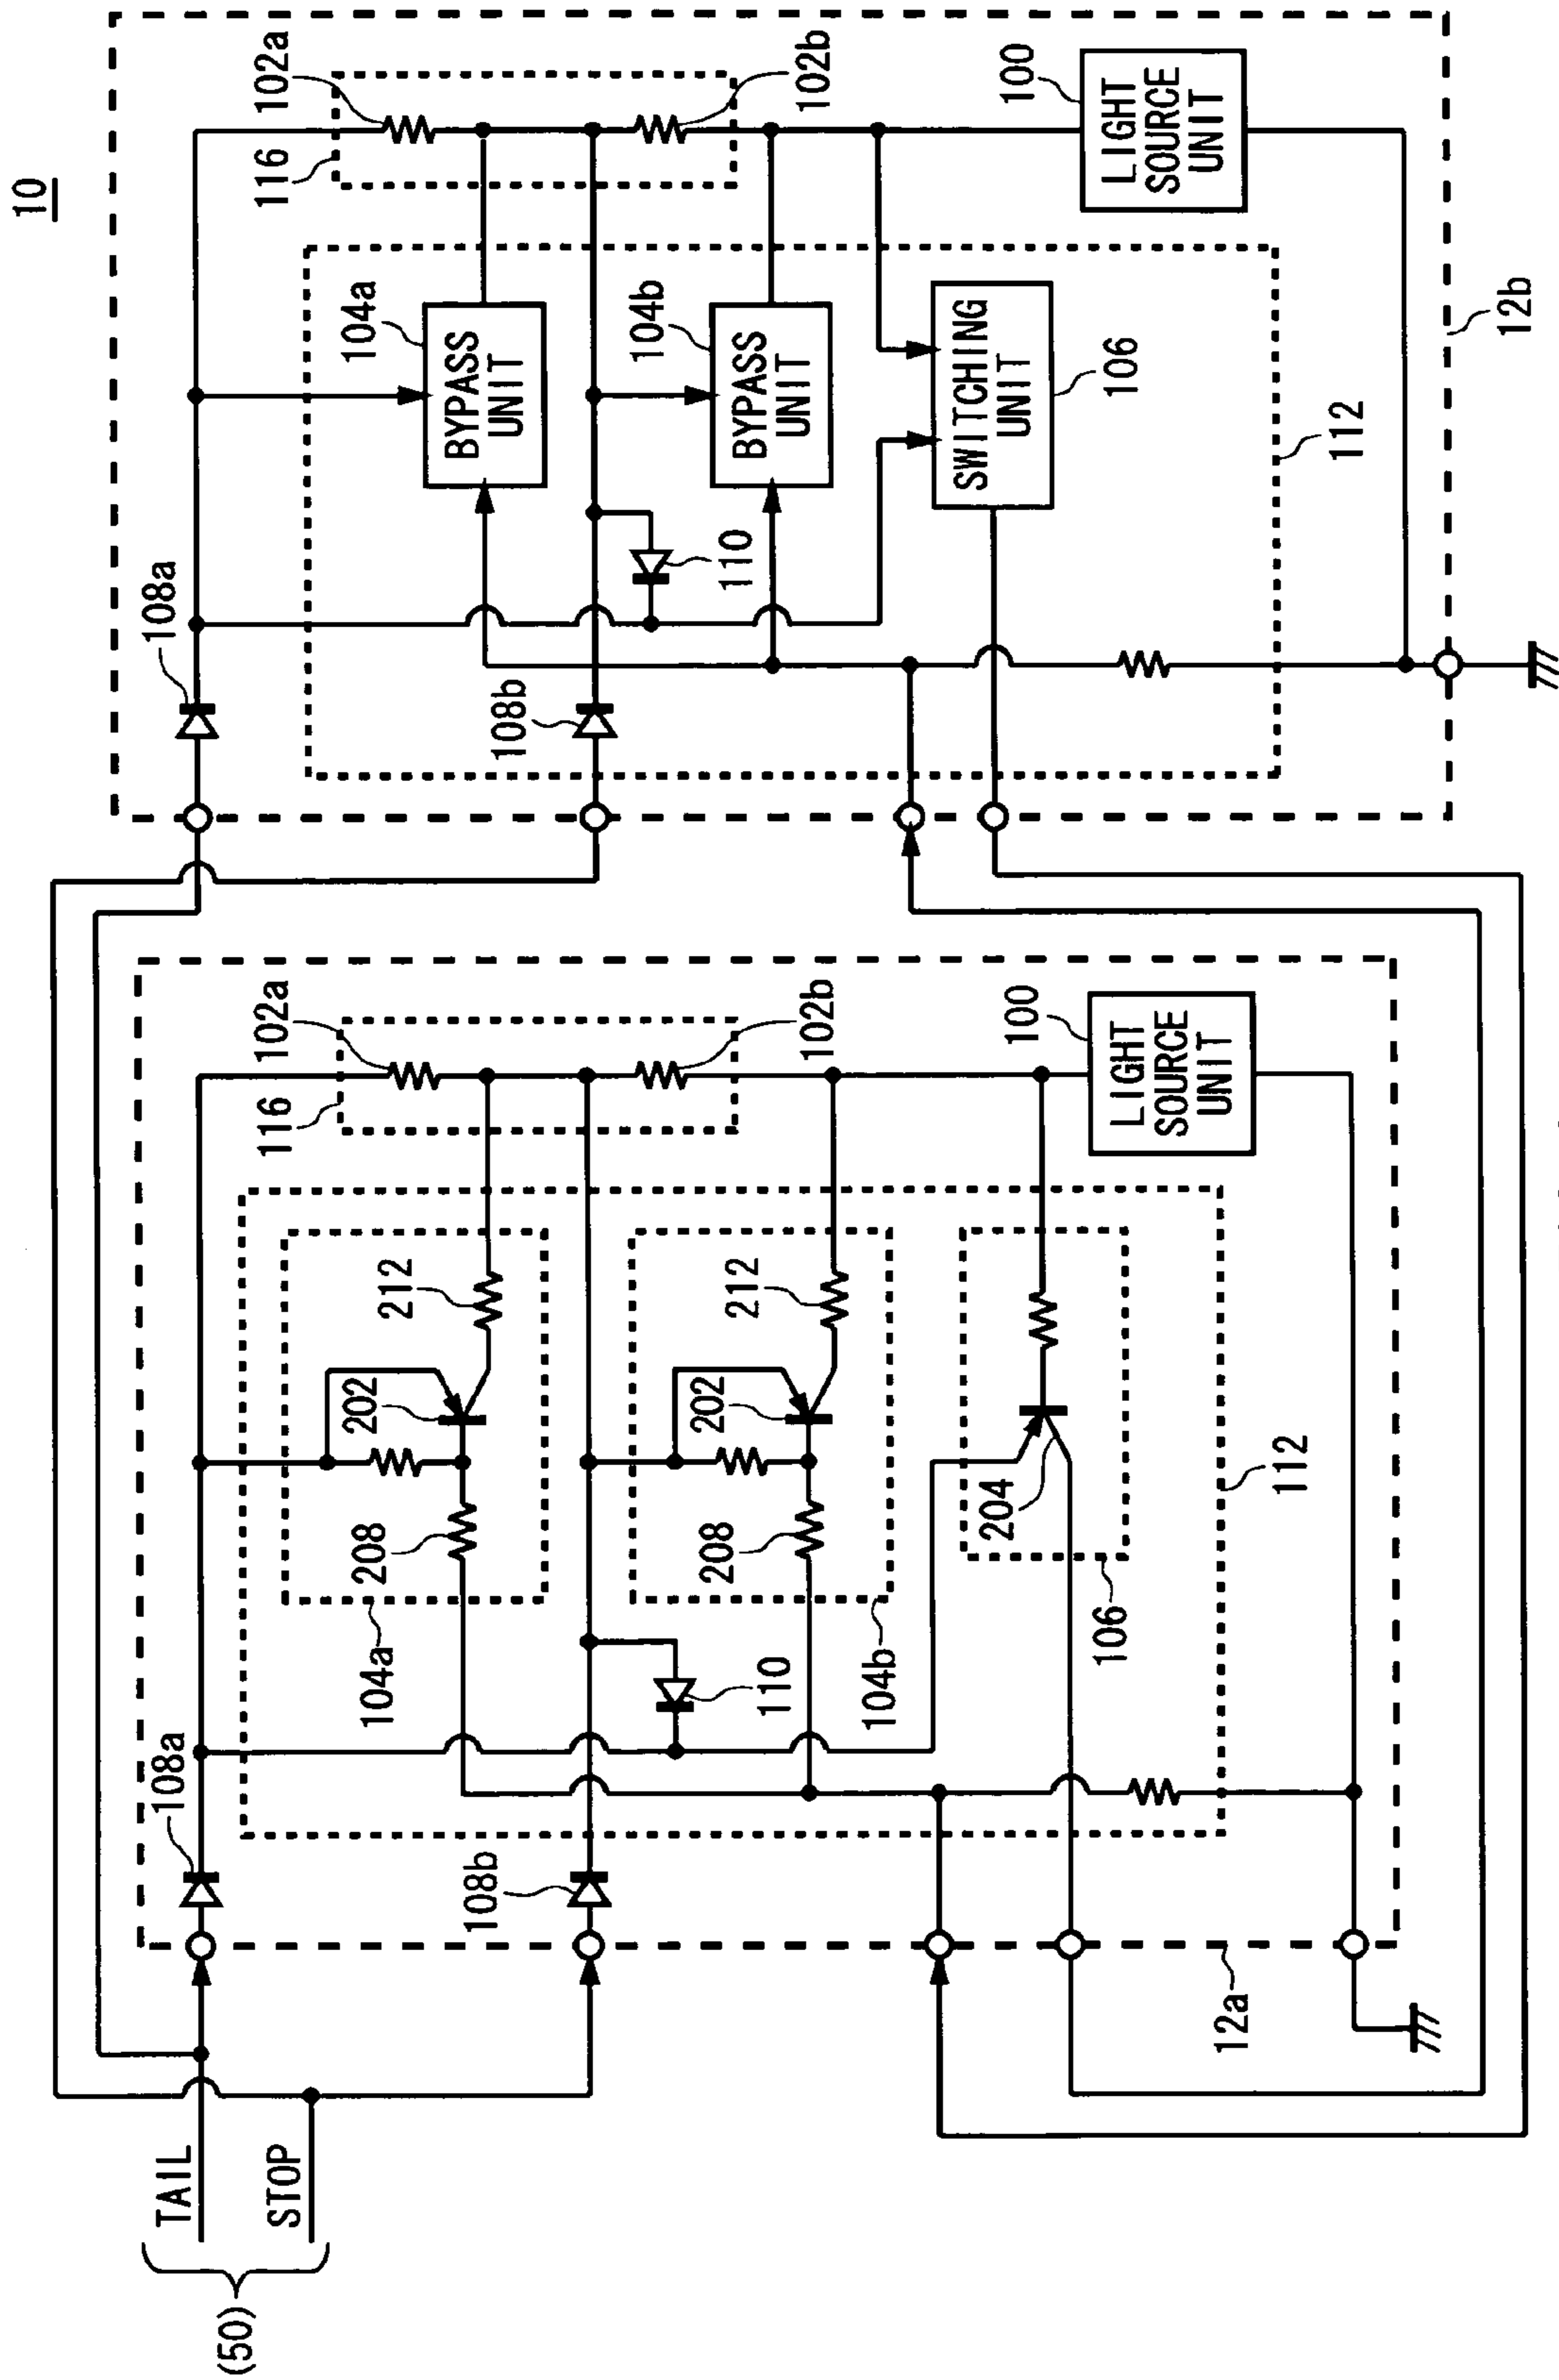 10
(50)
TAIL
STOP
12a
108a
108b
104a
208
202
212
110
104b
208
202
212
106
204
112
116
102a
102b
100
LIGHT
SOURCE
UNIT
108a
108b
110
104a
BYPASS
UNIT
104b
BYPASS
UNIT
SWITCHING
UNIT
106
112
12b
116
102a
102b
100
LIGHT
SOURCE
UNIT